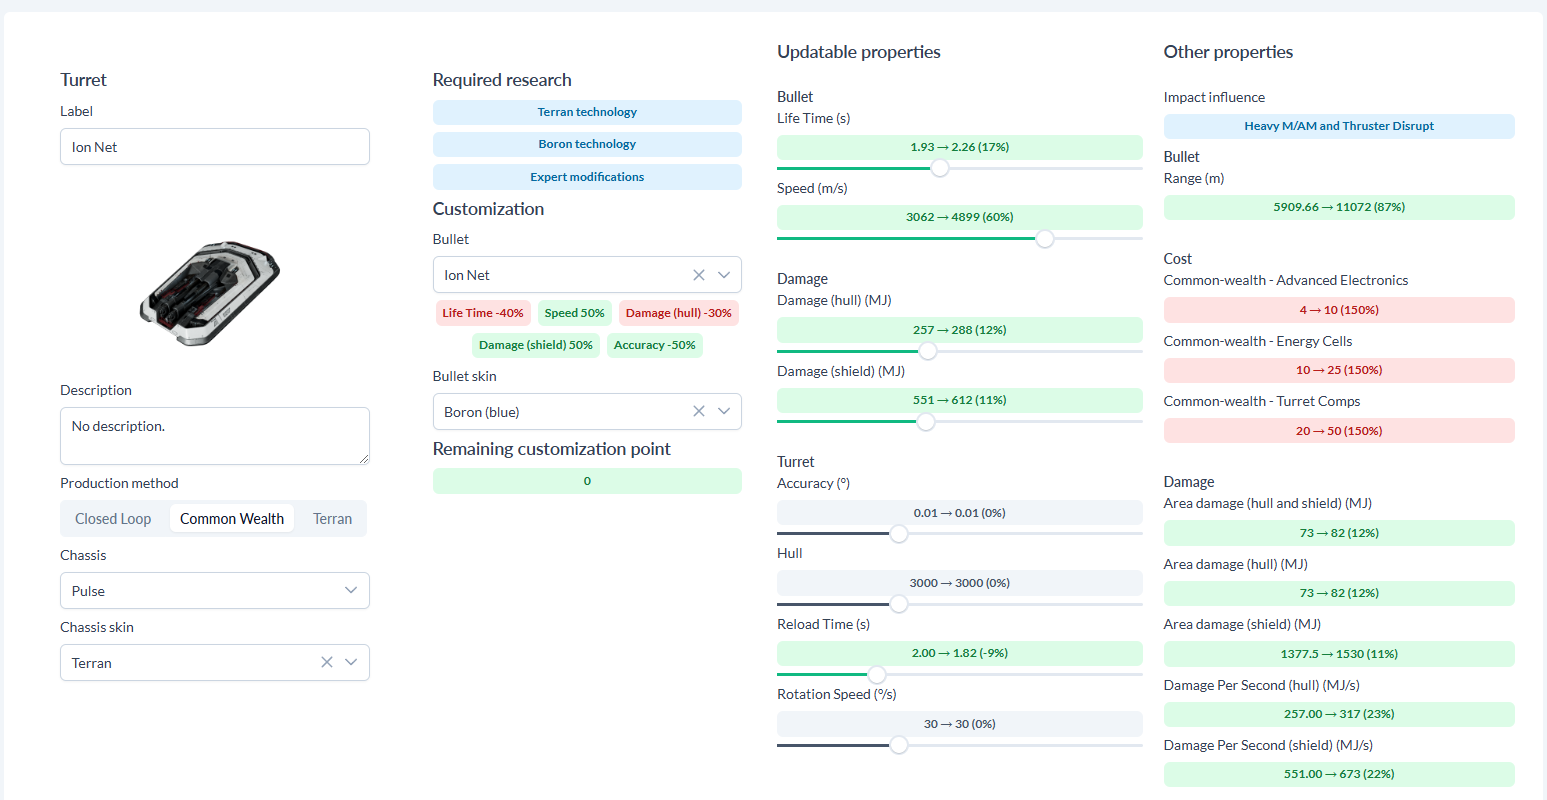 Turret
Label
Ion Net
Description
No description.
Production method
Closed Loop
Common Wealth
Terran
Chassis
Pulse
Chassis skin
Terran
Required research
Terran technology
Boron technology
Expert modifications
Customization
Bullet
Ion Net
Life Time -40%
Speed 50%
Damage (hull) -30%
Damage (shield) 50%
Accuracy -50%
Bullet skin
Boron (blue)
Remaining customization point
0
Updatable properties
Bullet
Life Time (s)
1.93 → 2.26 (17%)
Speed (m/s)
3062 → 4899 (60%)
Damage
Damage (hull) (MJ)
257 → 288 (12%)
Damage (shield) (MJ)
551 → 612 (11%)
Turret
Accuracy (°)
0.01 → 0.01 (0%)
Hull
3000 → 3000 (0%)
Reload Time (s)
2.00 → 1.82 (-9%)
Rotation Speed (°/s)
30 → 30 (0%)
Other properties
Impact influence
Heavy M/AM and Thruster Disrupt
Bullet
Range (m)
5909.66 → 11072 (87%)
Cost
Common-wealth - Advanced Electronics
4 → 10 (150%)
Common-wealth - Energy Cells
10 → 25 (150%)
Common-wealth - Turret Comps
20 → 50 (150%)
Damage
Area damage (hull and shield) (MJ)
73 → 82 (12%)
Area damage (hull) (MJ)
73 → 82 (12%)
Area damage (shield) (MJ)
1377.5 → 1530 (11%)
Damage Per Second (hull) (MJ/s)
257.00 → 317 (23%)
Damage Per Second (shield) (MJ/s)
551.00 → 673 (22%)